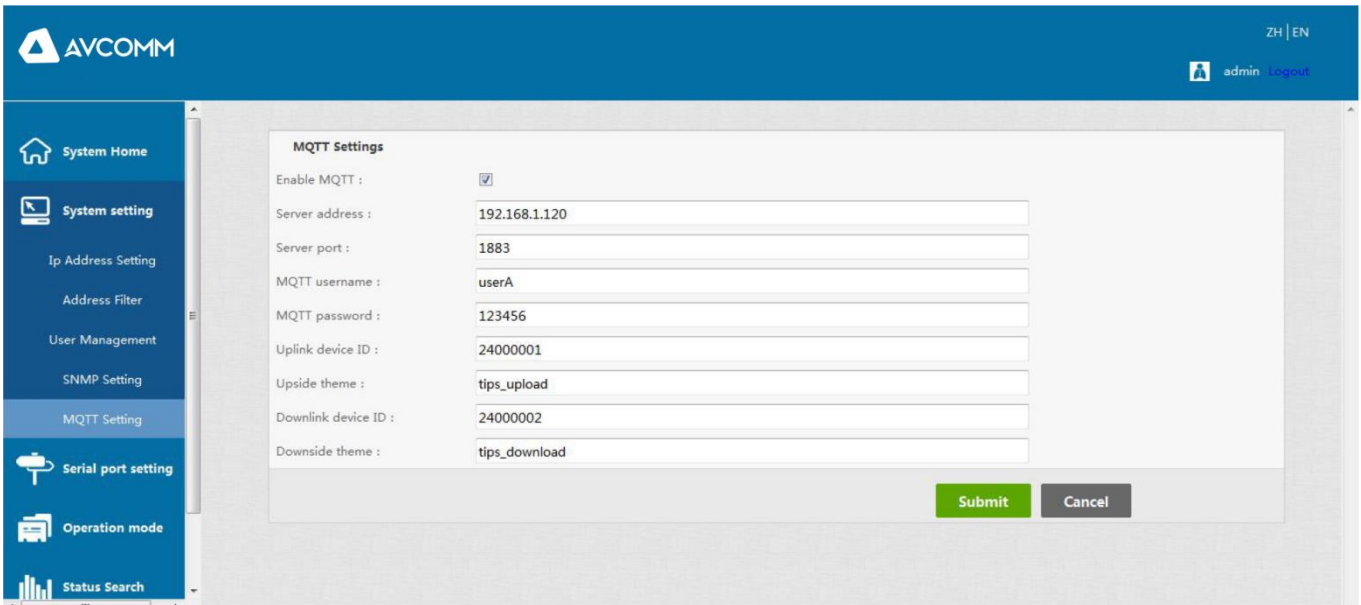 AVCOMM
ZH | EN
admin Logout
System Home
System setting
Ip Address Setting
Address Filter
User Management
SNMP Setting
MQTT Setting
Serial port setting
Operation mode
Status Search
MQTT Settings
Enable MQTT :
Server address : 192.168.1.120
Server port : 1883
MQTT username : userA
MQTT password : 123456
Uplink device ID : 24000001
Upside theme : tips_upload
Downlink device ID : 24000002
Downside theme : tips_download
Submit Cancel